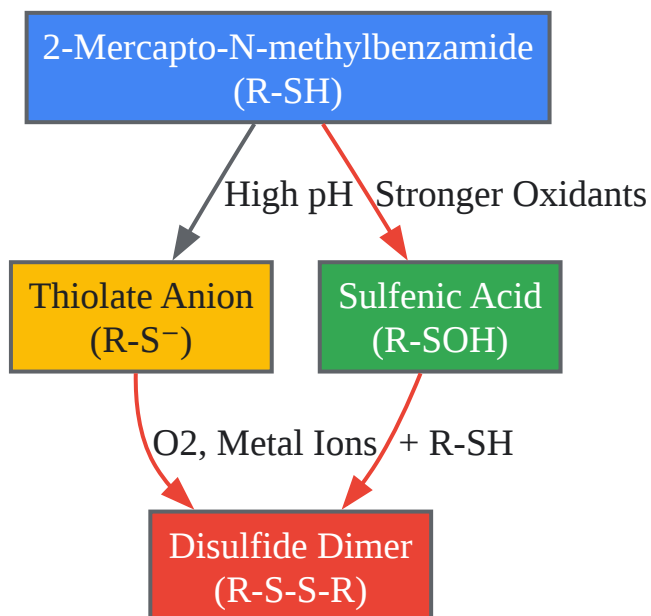 2-Mercapto-N-methylbenzamide
(R-SH)
High pH
Stronger Oxidants
Thiolate Anion
(R-S⁻)
Sulfenic Acid
(R-SOH)
O2, Metal Ions
+ R-SH
Disulfide Dimer
(R-S-S-R)